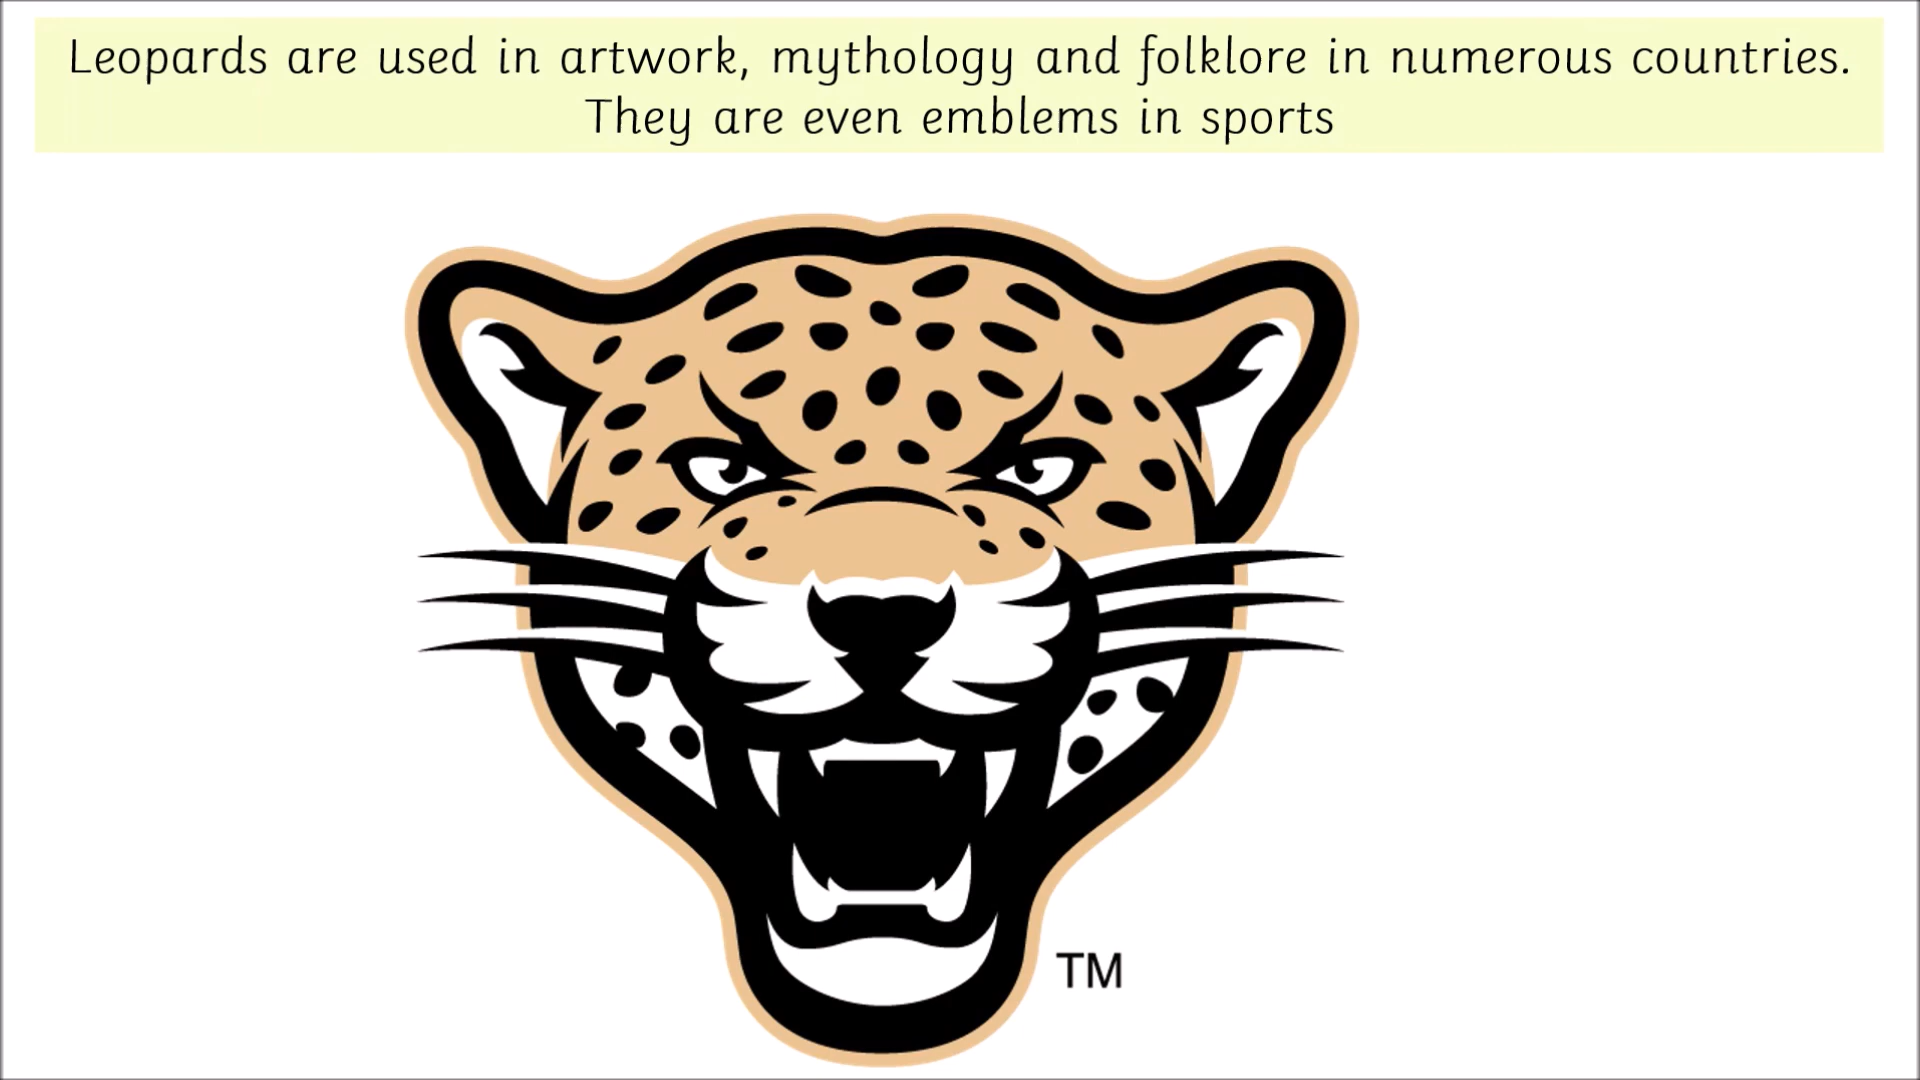 Leopards are used in artwork, mythology and folklore in numerous countries.
They are even emblems in sports
TM